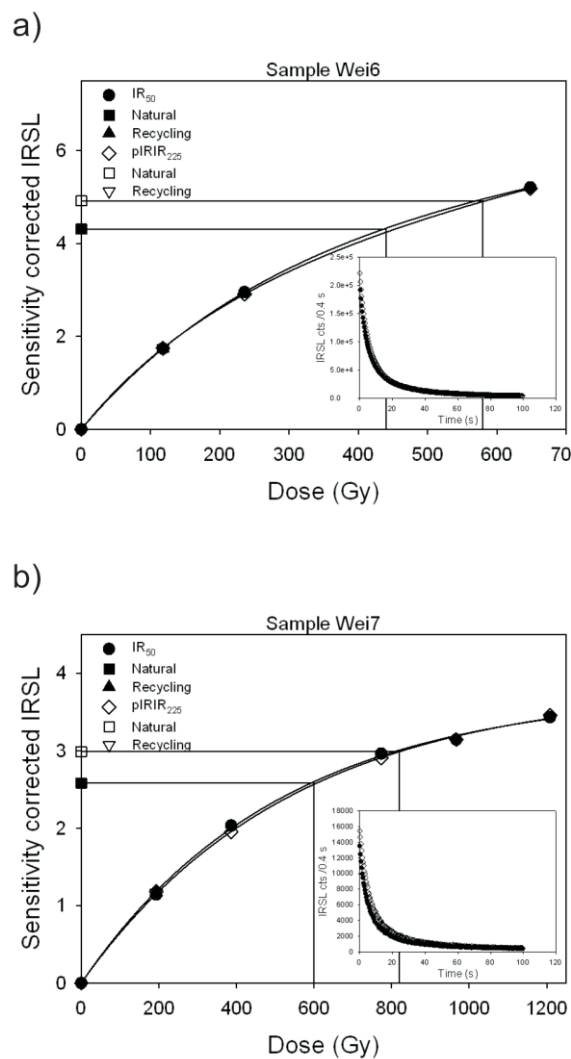 a)
Sample Wei6
IR50
Natural
Recycling
pIRIR225
Natural
Recycling
Sensitivity corrected IRSL
6
4
2
0
0 100 200 300 400 500 600 70
Dose (Gy)
IRSL cts /0.4 s
2.5e+5
2.0e+5
1.5e+5
1.0e+5
5.0e+4
0.0
0 20 40 60 80 100 120
Time (s)
b)
Sample Wei7
IR50
Natural
Recycling
pIRIR225
Natural
Recycling
Sensitivity corrected IRSL
4
3
2
1
0
0 200 400 600 800 1000 1200
Dose (Gy)
IRSL cts /0.4 s
18000
16000
14000
12000
10000
8000
6000
4000
2000
0
0 20 40 60 80 100 120
Time (s)